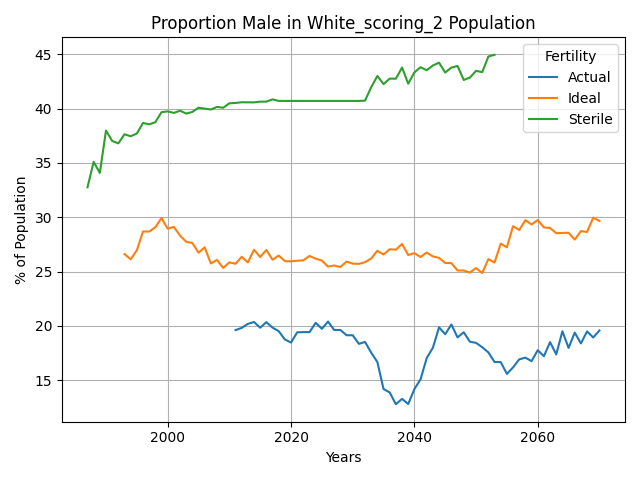 Proportion Male in White_scoring_2 Population
% of Population
45
40
35
30
25
20
15
Fertility
Actual
Ideal
Sterile
2000
2020
2040
2060
Years